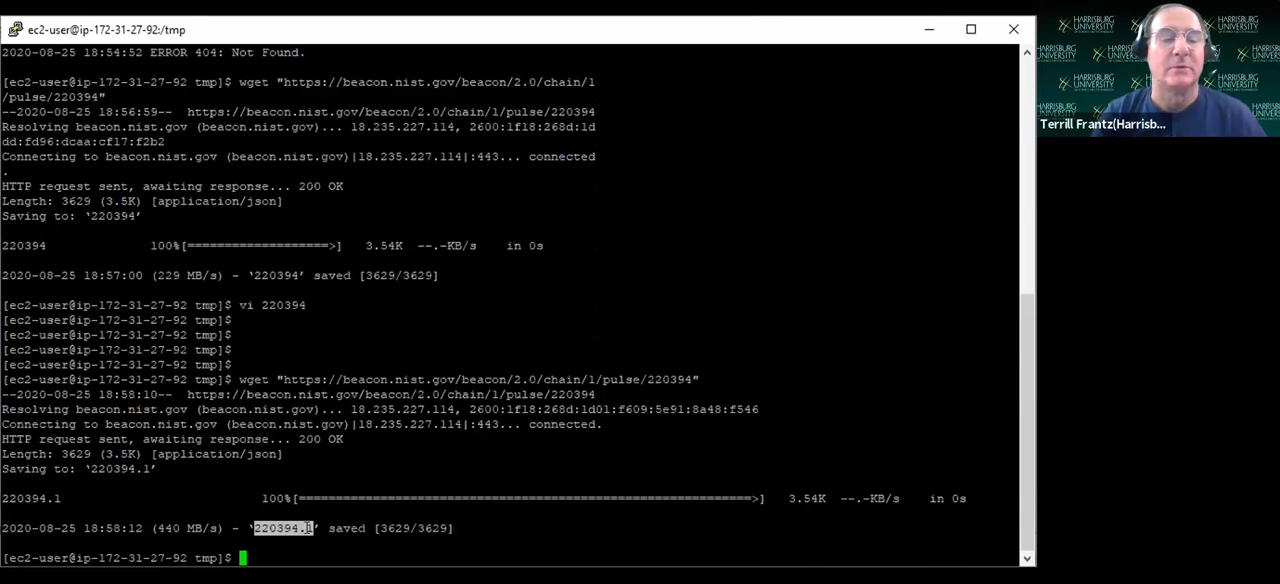 ec2-user@ip-172-31-27-92:/tmp
2020-08-25 18:54:52 ERROR 404: Not Found.
[ec2-user@ip-172-31-27-92 tmp]$ wget "https://beacon.nist.gov/beacon/2.0/chain/1
/pulse/220394"
--2020-08-25 18:56:59--  https://beacon.nist.gov/beacon/2.0/chain/1/pulse/220394
Resolving beacon.nist.gov (beacon.nist.gov)... 18.235.227.114, 2600:1f18:268d:1d
dd:fd96:dcaa:cf17:f2b2
Connecting to beacon.nist.gov (beacon.nist.gov)|18.235.227.114|:443... connected
.
HTTP request sent, awaiting response... 200 OK
Length: 3629 (3.5K) [application/json]
Saving to: ‘220394’
220394              100%[===================>]   3.54K  --.-KB/s    in 0s
2020-08-25 18:57:00 (229 MB/s) - ‘220394’ saved [3629/3629]
[ec2-user@ip-172-31-27-92 tmp]$ vi 220394
[ec2-user@ip-172-31-27-92 tmp]$
[ec2-user@ip-172-31-27-92 tmp]$
[ec2-user@ip-172-31-27-92 tmp]$
[ec2-user@ip-172-31-27-92 tmp]$
[ec2-user@ip-172-31-27-92 tmp]$ wget "https://beacon.nist.gov/beacon/2.0/chain/1/pulse/220394"
--2020-08-25 18:58:10--  https://beacon.nist.gov/beacon/2.0/chain/1/pulse/220394
Resolving beacon.nist.gov (beacon.nist.gov)... 18.235.227.114, 2600:1f18:268d:1d01:f609:5e91:8a48:f546
Connecting to beacon.nist.gov (beacon.nist.gov)|18.235.227.114|:443... connected.
HTTP request sent, awaiting response... 200 OK
Length: 3629 (3.5K) [application/json]
Saving to: ‘220394.1’
220394.1            100%[=============================================================>]   3.54K  --.-KB/s    in 0s
2020-08-25 18:58:12 (440 MB/s) - ‘220394.1’ saved [3629/3629]
[ec2-user@ip-172-31-27-92 tmp]$
HARRISBURG UNIVERSITY
HARRISBURG UNIVERSITY
HARRISBURG UNIVERSITY
Terrill Frantz(Harrisb...